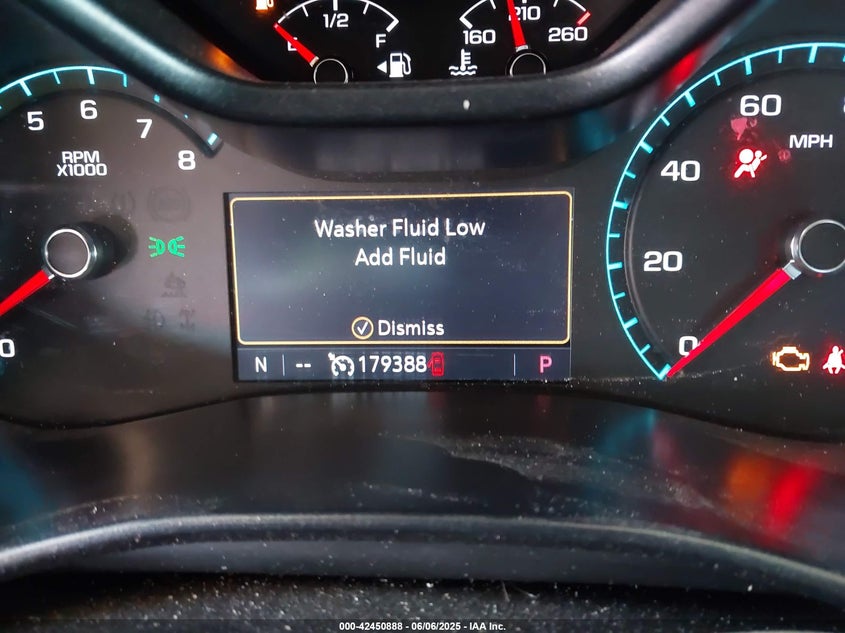 E 1/2 F
160 210 260
5 6 7 8
RPM
X1000
0
Washer Fluid Low
Add Fluid
Dismiss
N -- 179388 P
60
MPH
40
20
0
000-42450888 - 06/06/2025 - IAA Inc.